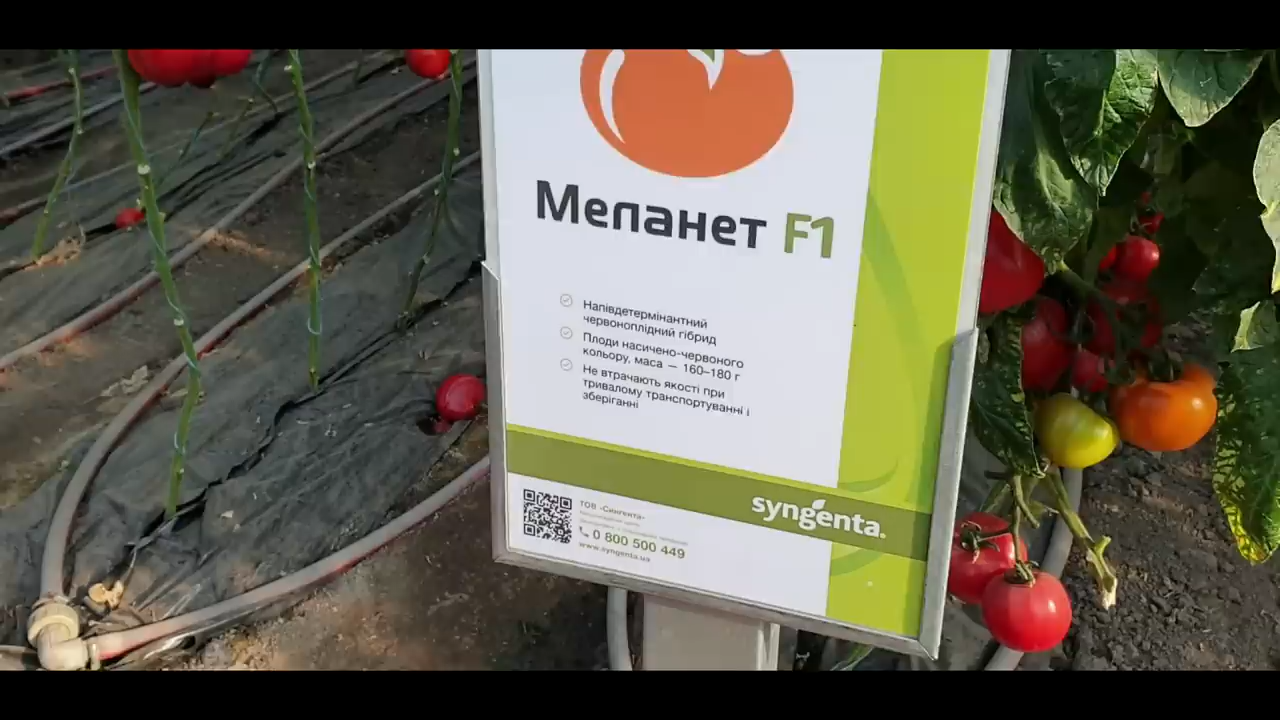 Меланет F1
Напівдетермінантний
червоноплідний гібрид
Плоди насичено-червоного
кольору, маса — 160–180 г
Не втрачають якості при
тривалому транспортуванні і
зберіганні
syngenta.
ТОВ «Сингента»
0 800 500 449
www.syngenta.ua